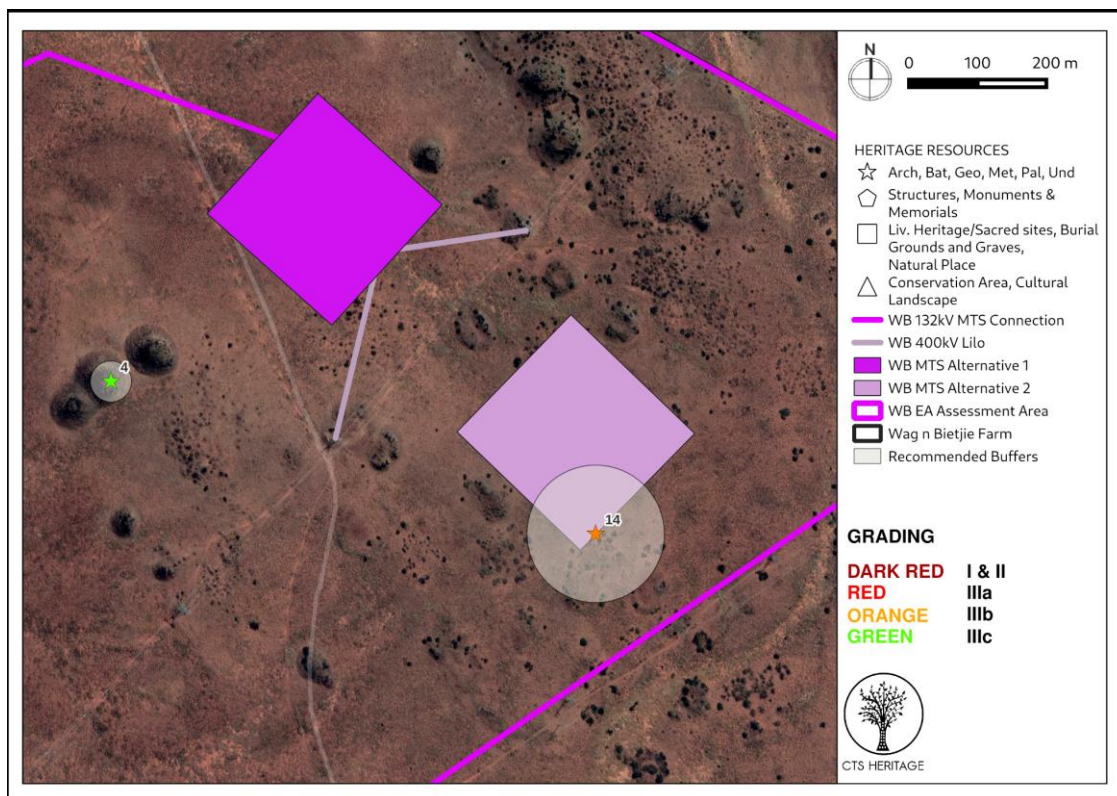 4
14
N
0 100 200 m
HERITAGE RESOURCES
Arch, Bat, Geo, Met, Pal, Und
Structures, Monuments &
Memorials
Liv. Heritage/Sacred sites, Burial
Grounds and Graves,
Natural Place
Conservation Area, Cultural
Landscape
WB 132kV MTS Connection
WB 400kV Lilo
WB MTS Alternative 1
WB MTS Alternative 2
WB EA Assessment Area
Wag n Bietjie Farm
Recommended Buffers
GRADING
DARK RED I & II
RED IIIa
ORANGE IIIb
GREEN IIIc
CTS HERITAGE